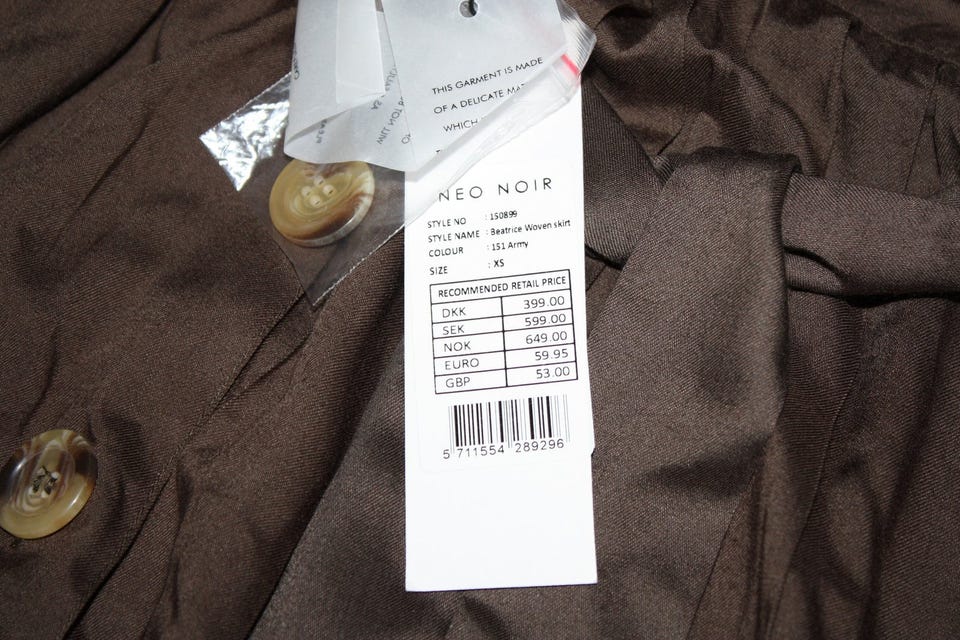 THIS GARMENT IS MADE
OF A DELICATE
WHICH
WILL NOT
NEO NOIR
STYLE NO : 150899
STYLE NAME : Beatrice Woven skirt
COLOUR : 151 Army
SIZE : XS
RECOMMENDED RETAIL PRICE
DKK 399.00
SEK 599.00
NOK 649.00
EURO 59.95
GBP 53.00
5 711554 289296